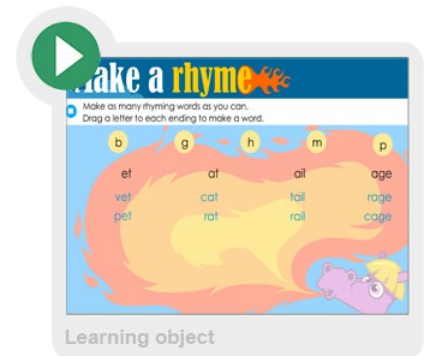 Make a rhyme
Make as many rhyming words as you can.
Drag a letter to each ending to make a word.
b g h m p
et at ail age
vet cat tail rage
pet rat rail cage
Learning object